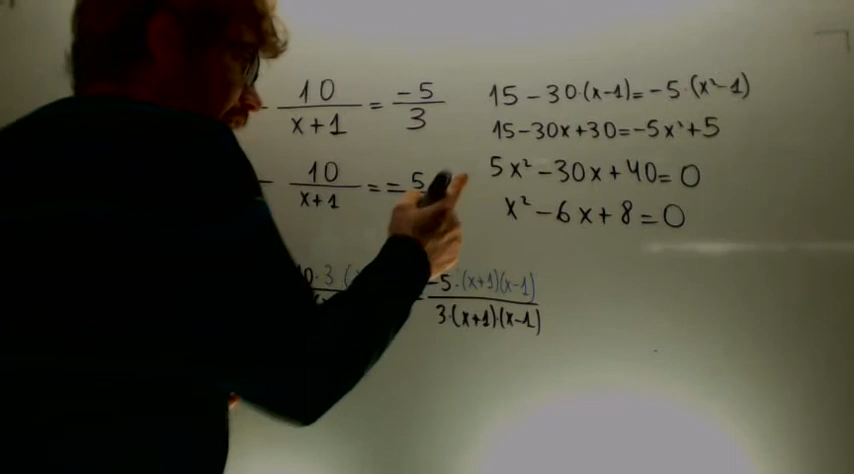 - 10/(x+1) = -5/3
- 10/(x+1) = = 5
10·3·( = -5·(x+1)(x-1)/3·(x+1)·(x-1)
15-30·(x-1)=-5·(x²-1)
15-30x+30=-5x²+5
5x²-30x+40=0
x²-6x+8=0